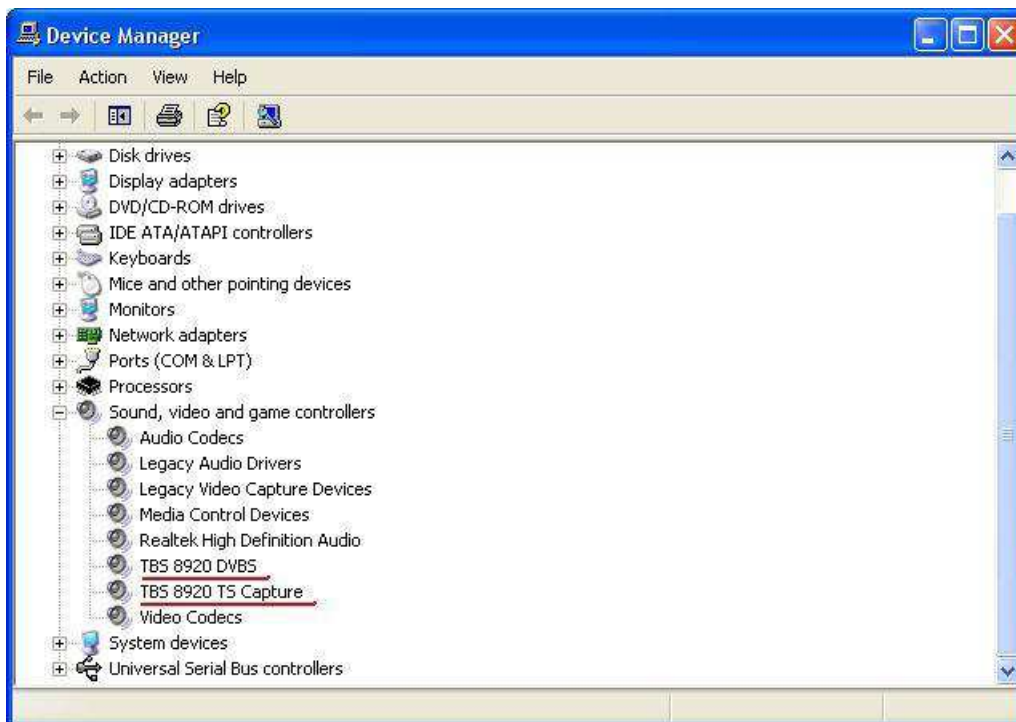 Device Manager
File Action View Help
Disk drives
Display adapters
DVD/CD-ROM drives
IDE ATA/ATAPI controllers
Keyboards
Mice and other pointing devices
Monitors
Network adapters
Ports (COM & LPT)
Processors
Sound, video and game controllers
Audio Codecs
Legacy Audio Drivers
Legacy Video Capture Devices
Media Control Devices
Realtek High Definition Audio
TBS 8920 DVBS
TBS 8920 TS Capture
Video Codecs
System devices
Universal Serial Bus controllers